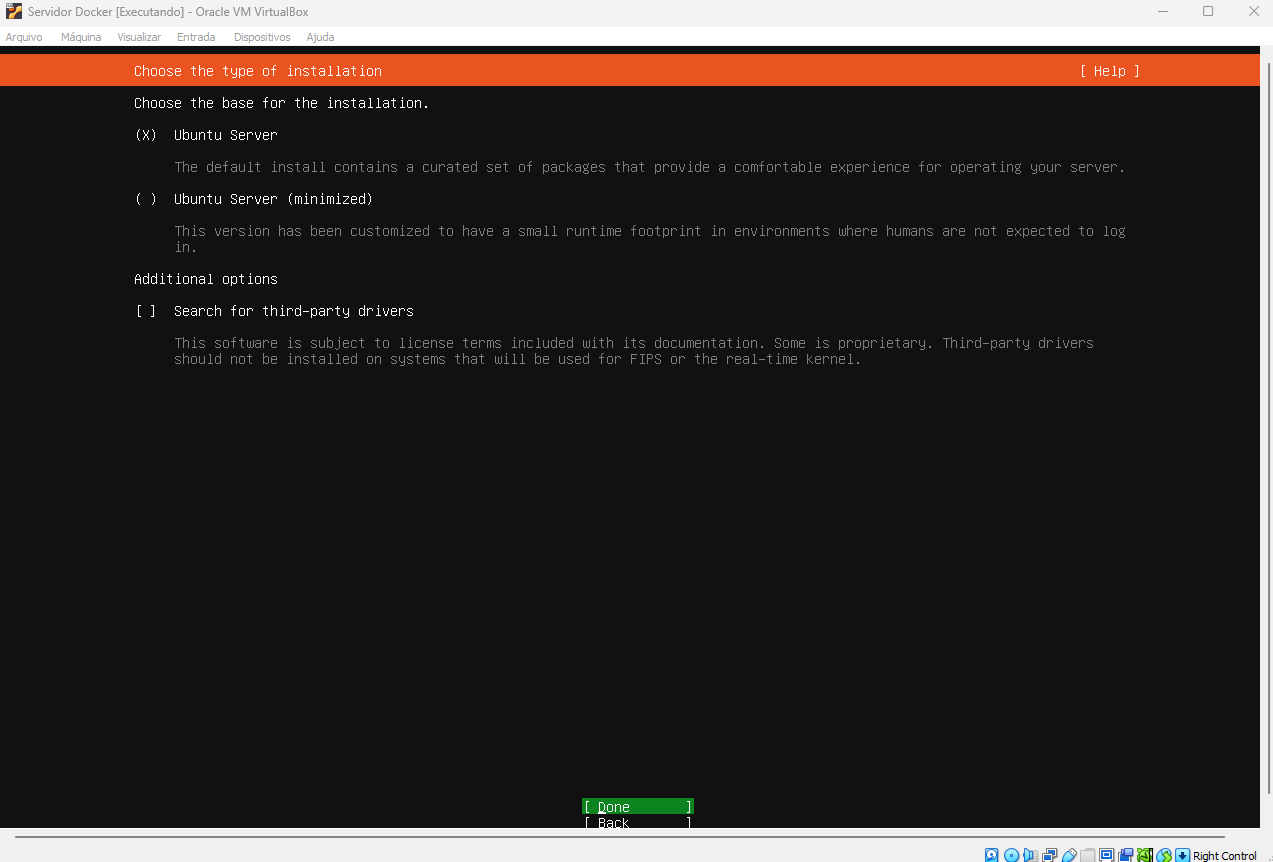 Servidor Docker [Executando] - Oracle VM VirtualBox
Arquivo Máquina Visualizar Entrada Dispositivos Ajuda
Choose the type of installation [ Help ]
Choose the base for the installation.
(X) Ubuntu Server
The default install contains a curated set of packages that provide a comfortable experience for operating your server.
( ) Ubuntu Server (minimized)
This version has been customized to have a small runtime footprint in environments where humans are not expected to log
in.
Additional options
[ ] Search for third-party drivers
This software is subject to license terms included with its documentation. Some is proprietary. Third-party drivers
should not be installed on systems that will be used for FIPS or the real-time kernel.
[ Done ]
[ Back ]
Right Control